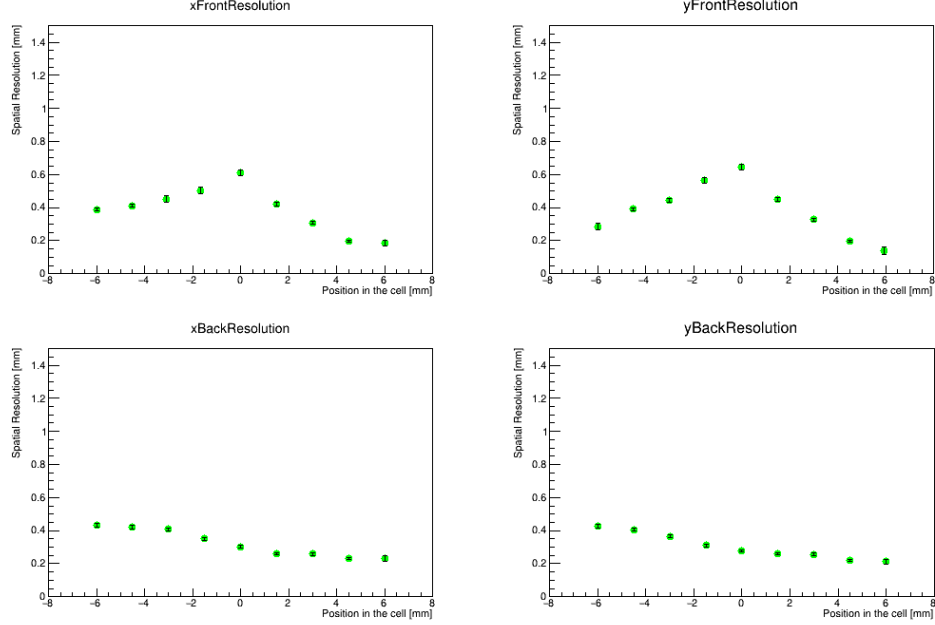 xFrontResolution
Spatial Resolution [mm]
1.4
1.2
1
0.8
0.6
0.4
0.2
0
−8 −6 −4 −2 0 2 4 6 8
Position in the cell [mm]
yFrontResolution
Spatial Resolution [mm]
1.4
1.2
1
0.8
0.6
0.4
0.2
0
−8 −6 −4 −2 0 2 4 6 8
Position in the cell [mm]
xBackResolution
Spatial Resolution [mm]
1.4
1.2
1
0.8
0.6
0.4
0.2
0
−8 −6 −4 −2 0 2 4 6 8
Position in the cell [mm]
yBackResolution
Spatial Resolution [mm]
1.4
1.2
1
0.8
0.6
0.4
0.2
0
−8 −6 −4 −2 0 2 4 6 8
Position in the cell [mm]